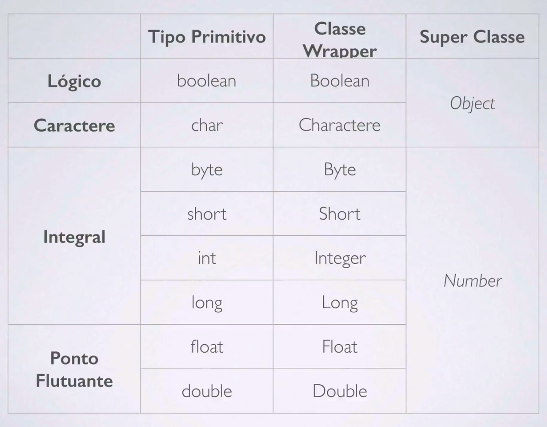 Tipo Primitivo
Classe Wrapper
Super Classe
Lógico
boolean
Boolean
Object
Caractere
char
Charactere
Integral
byte
Byte
Number
short
Short
int
Integer
long
Long
Ponto
Flutuante
float
Float
double
Double